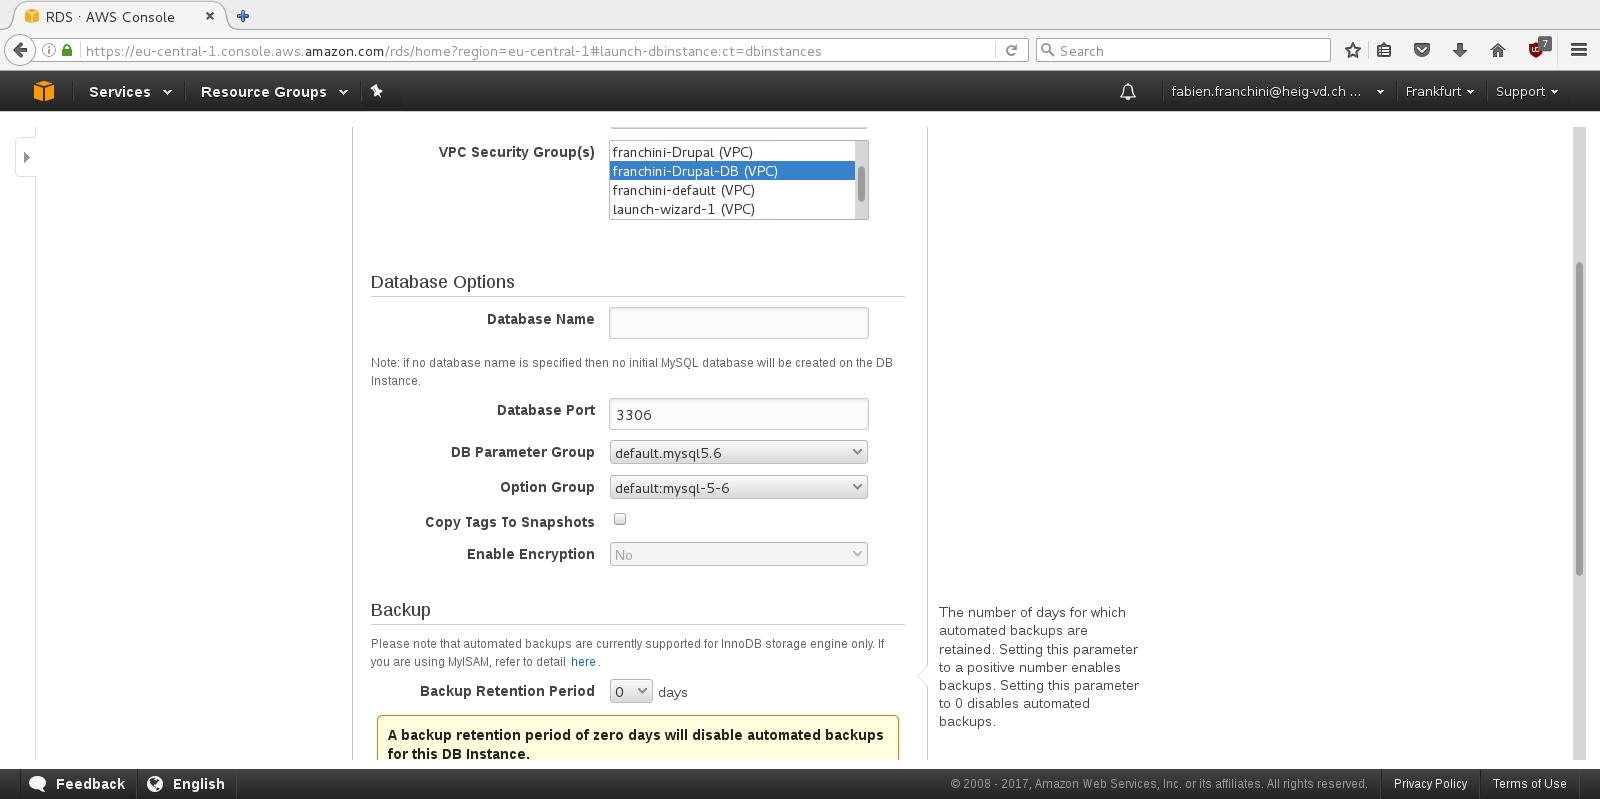 RDS · AWS Console
https://eu-central-1.console.aws.amazon.com/rds/home?region=eu-central-1#launch-dbinstance:ct=dbinstances
Search
7
Services
Resource Groups
fabien.franchini@heig-vd.ch ...
Frankfurt
Support
VPC Security Group(s)
franchini-Drupal (VPC)
franchini-Drupal-DB (VPC)
franchini-default (VPC)
launch-wizard-1 (VPC)
Database Options
Database Name
Note: if no database name is specified then no initial MySQL database will be created on the DB
Instance.
Database Port
3306
DB Parameter Group
default.mysql5.6
Option Group
default:mysql-5-6
Copy Tags To Snapshots
Enable Encryption
No
Backup
Please note that automated backups are currently supported for InnoDB storage engine only. If
you are using MyISAM, refer to detail here.
Backup Retention Period
0
days
A backup retention period of zero days will disable automated backups
for this DB Instance.
The number of days for which
automated backups are
retained. Setting this parameter
to a positive number enables
backups. Setting this parameter
to 0 disables automated
backups.
Feedback
English
© 2008 - 2017, Amazon Web Services, Inc. or its affiliates. All rights reserved.
Privacy Policy
Terms of Use